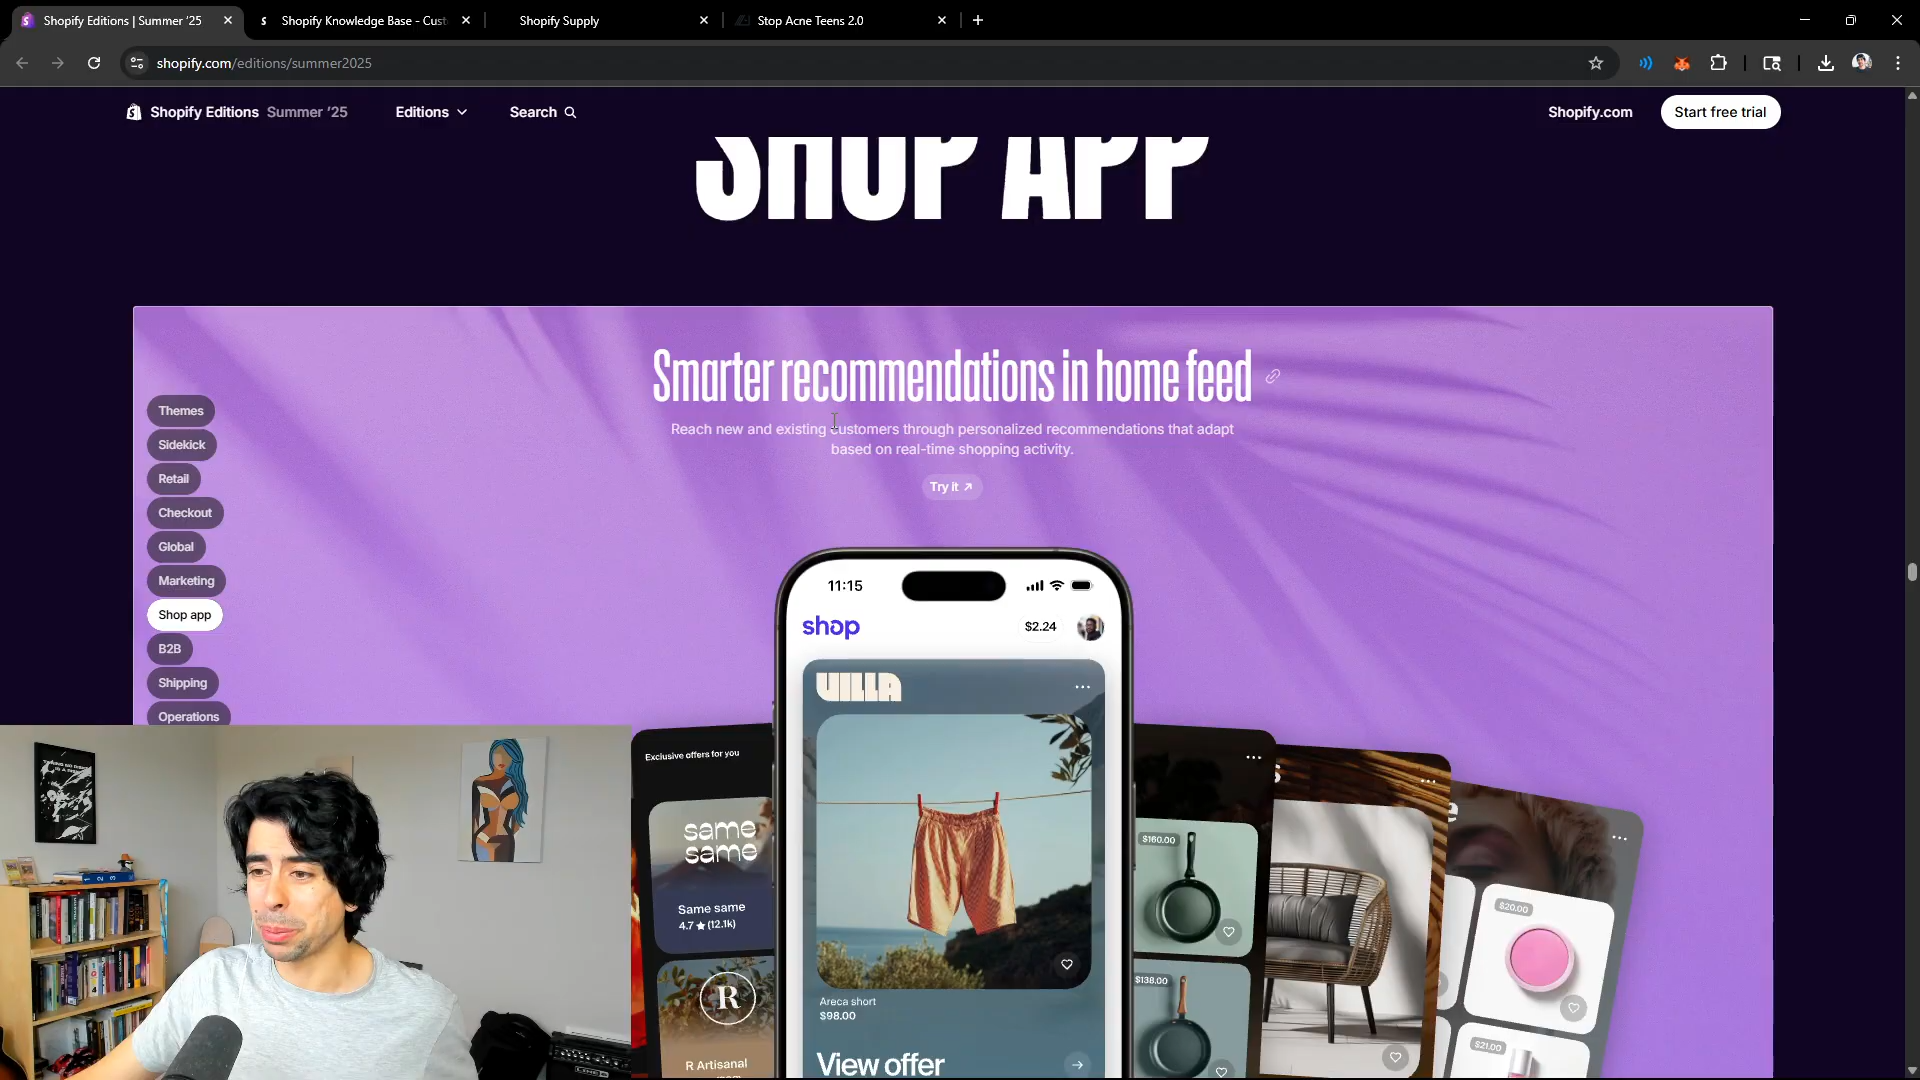 Shopify Editions | Summer '25
Shopify Knowledge Base - Cust
Shopify Supply
Stop Acne Teens 2.0
shopify.com/editions/summer2025
Shopify Editions Summer '25
Editions
Search
Shopify.com
Start free trial
SHOP APP
Smarter recommendations in home feed
Reach new and existing customers through personalized recommendations that adapt
based on real-time shopping activity.
Try it
Themes
Sidekick
Retail
Checkout
Global
Marketing
Shop app
B2B
Shipping
Operations
11:15
shop
$2.24
VILLA
Areca short
$98.00
View offer
Exclusive offers for you
same
same
Same same
4.7 ★ (12.1k)
R
R Artisanal
$160.00
$138.00
$20.00
$21.00